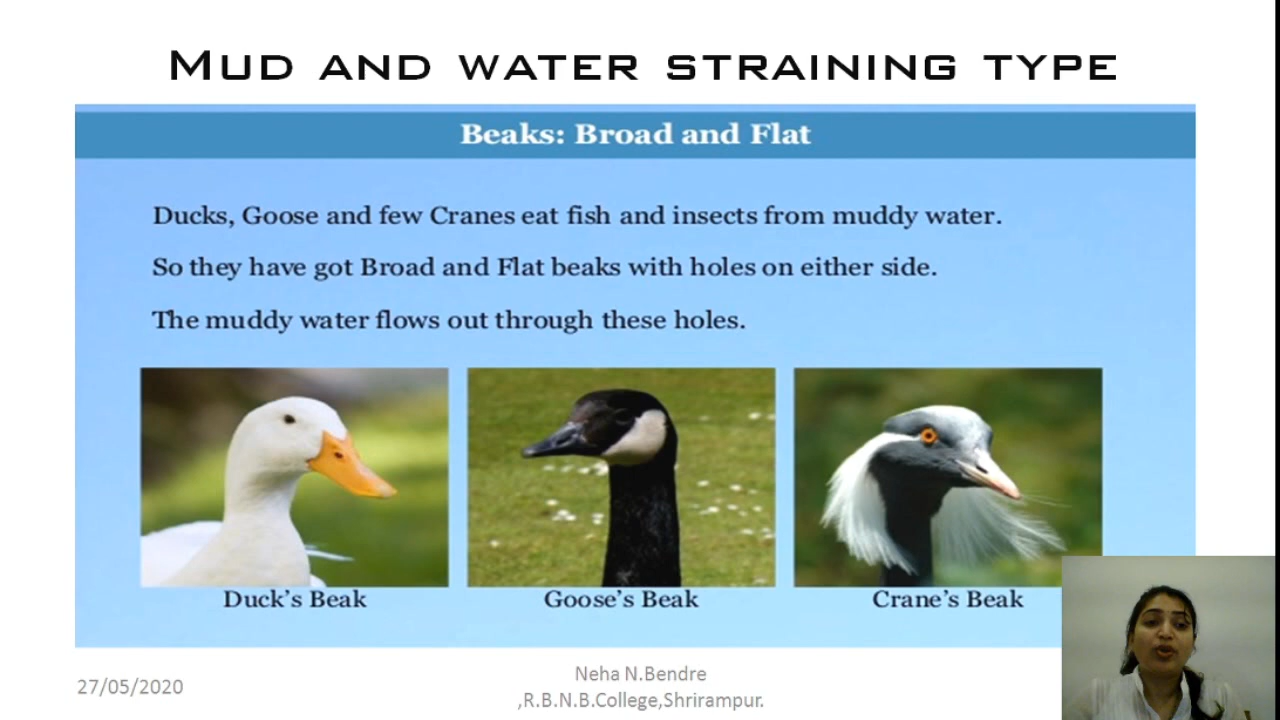 MUD AND WATER STRAINING TYPE
Beaks: Broad and Flat
Ducks, Goose and few Cranes eat fish and insects from muddy water.
So they have got Broad and Flat beaks with holes on either side.
The muddy water flows out through these holes.
Duck's Beak
Goose's Beak
Crane's Beak
27/05/2020
Neha N.Bendre
,R.B.N.B.College,Shrirampur.